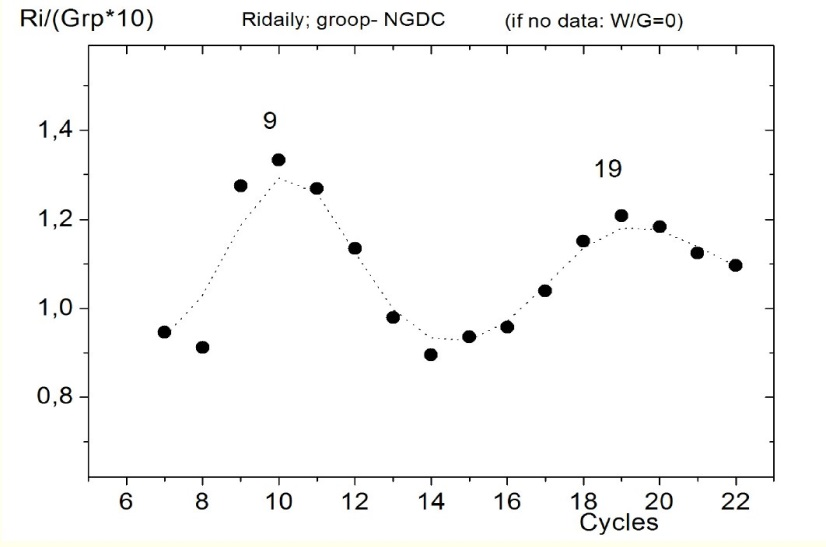 Ri/(Grp*10) Ridaily; groop- NGDC (if no data: W/G=0)
9
1,4
19
1,2
1,0
0,8
6 8 10 12 14 16 18 20 22
Cycles